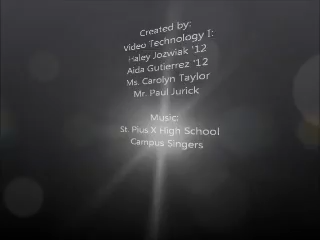 Created by:
Video Technology I:
Haley Jozwiak '12
Aida Gutierrez '12
Ms. Carolyn Taylor
Mr. Paul Jurick
Music:
St. Pius X High School
Campus Singers